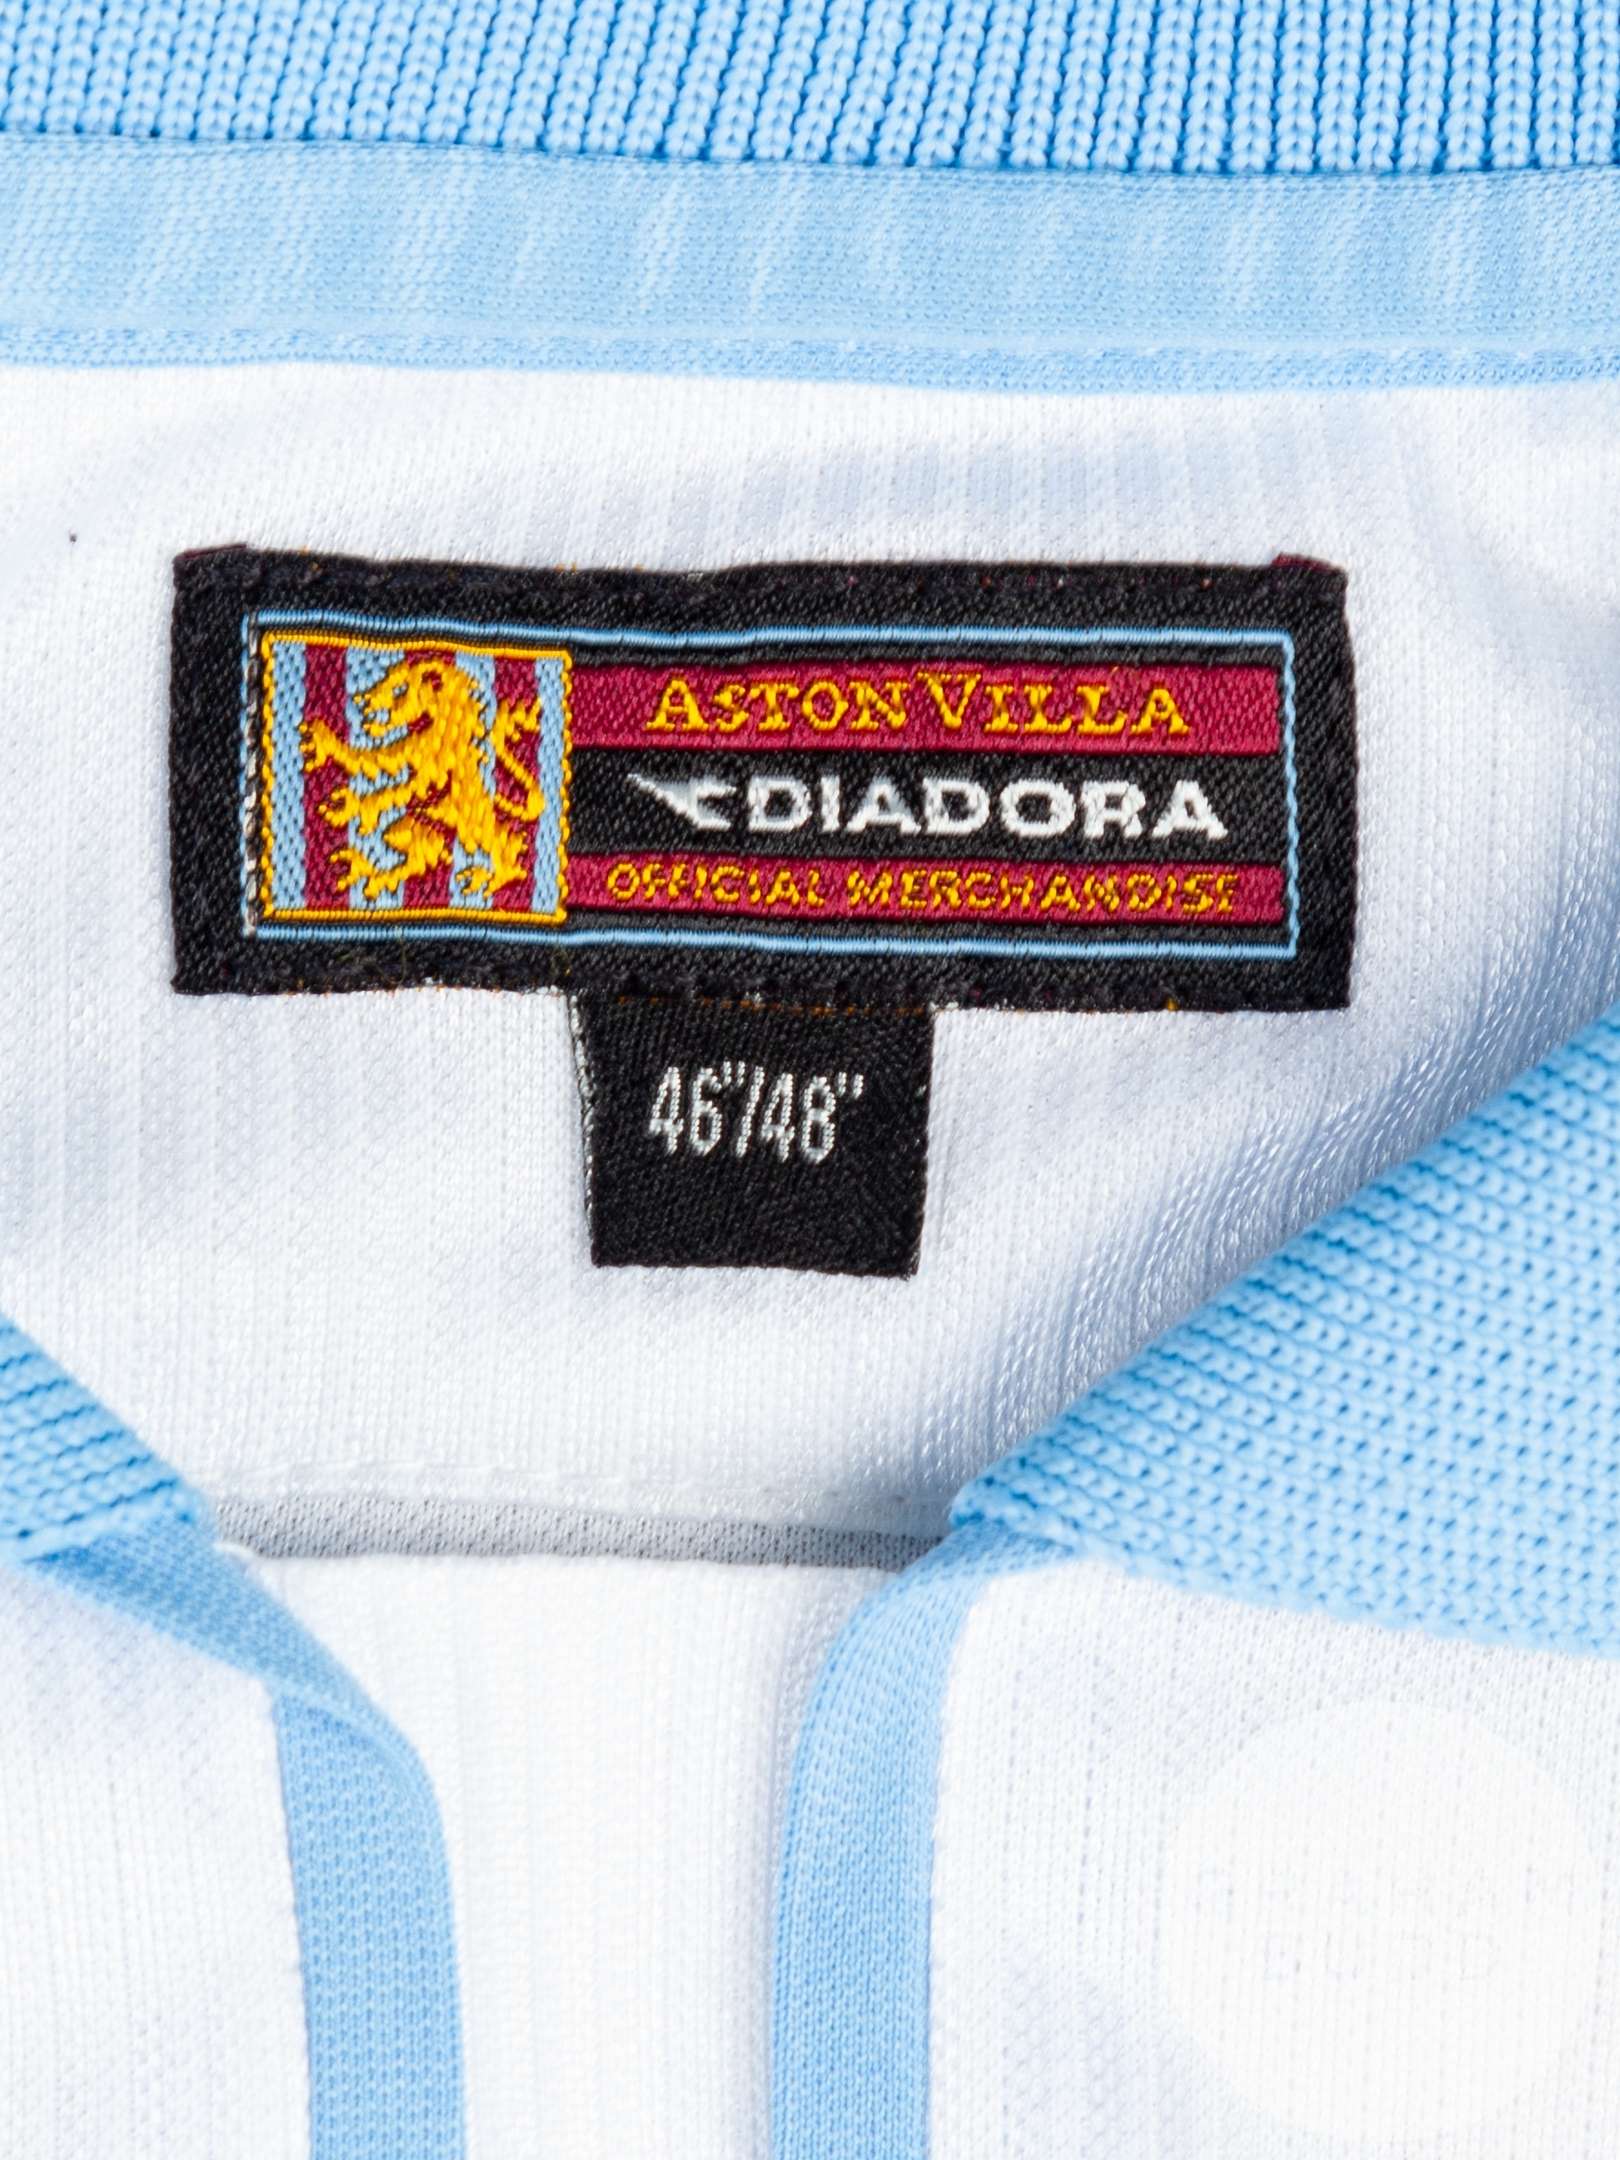 ASTON VILLA
DIADORA
OFFICIAL MERCHANDISE
46"/48"